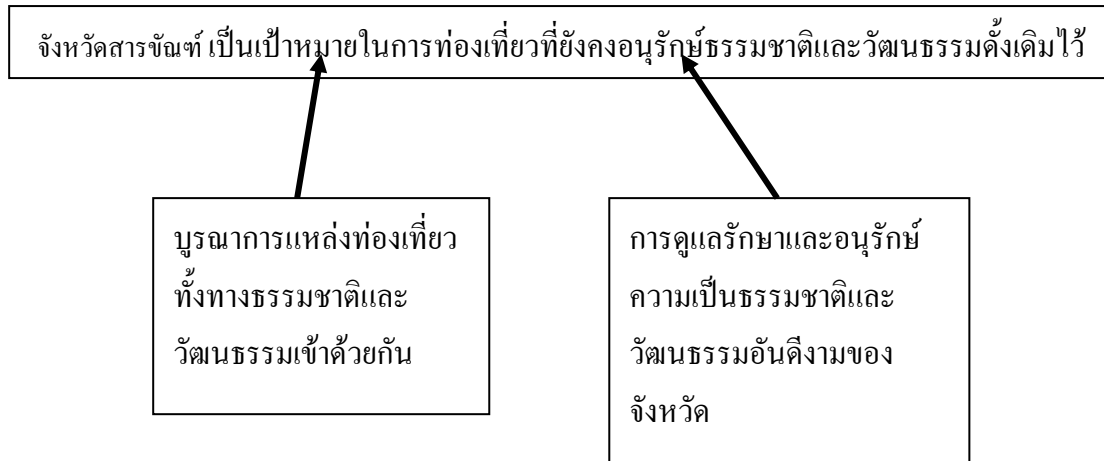 จังหวัดสารขัณฑ์ เป็นเป้าหมายในการท่องเที่ยวที่ยังคงอนุรักษ์ธรรมชาติและวัฒนธรรมดั้งเดิมไว้
บูรณาการแหล่งท่องเที่ยว
ทั้งทางธรรมชาติและ
วัฒนธรรมเข้าด้วยกัน
การดูแลรักษาและอนุรักษ์
ความเป็นธรรมชาติและ
วัฒนธรรมอันดีงามของ
จังหวัด